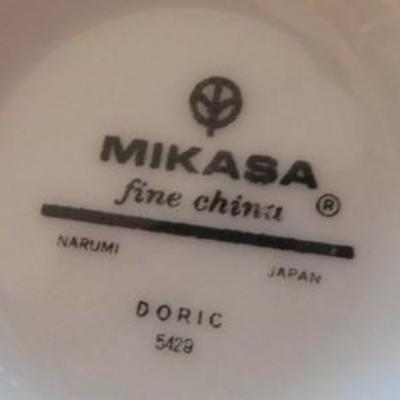 MIKASA
fine china ®
NARUMI JAPAN
DORIC
5429